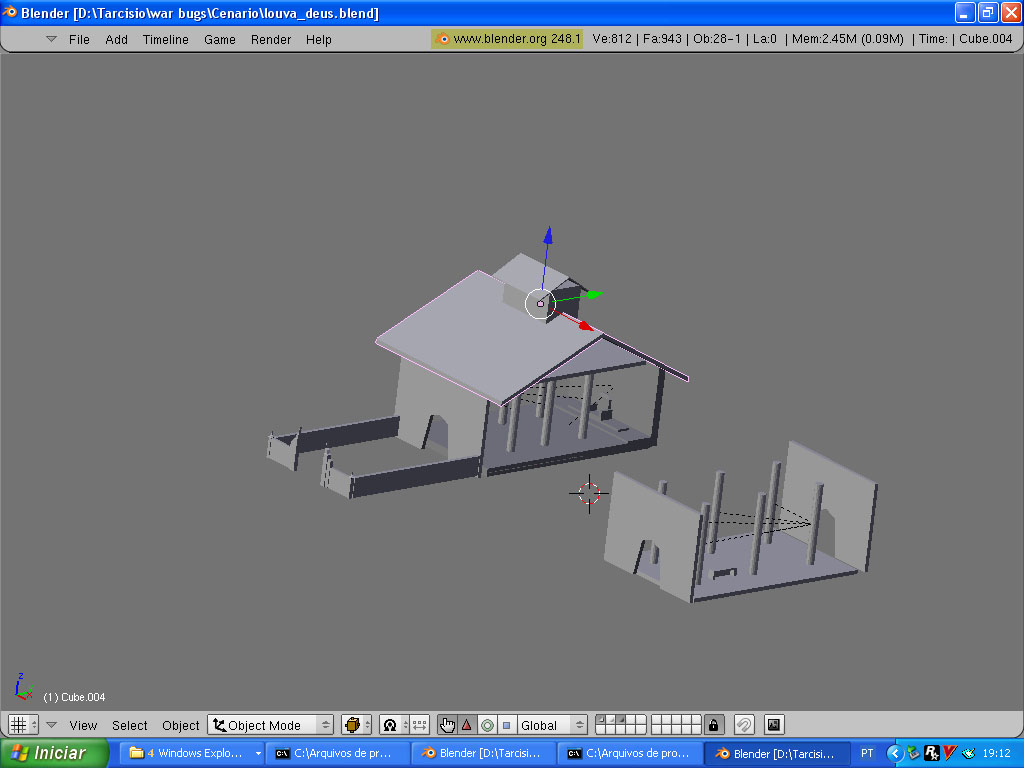 Blender [D:\Tarcisio\war bugs\Cenario\louva_deus.blend]
File Add Timeline Game Render Help www.blender.org 248.1 Ve:812 | Fa:943 | Ob:28-1 | La:0 | Mem:2.45M (0.09M) | Time: | Cube.004
z
x
(1) Cube.004
View Select Object Object Mode Global
Iniciar 4 Windows Explo... C:\Arquivos de pr... Blender [D:\Tarcisi... C:\Arquivos de pro... Blender [D:\Tarcisi... PT 19:12